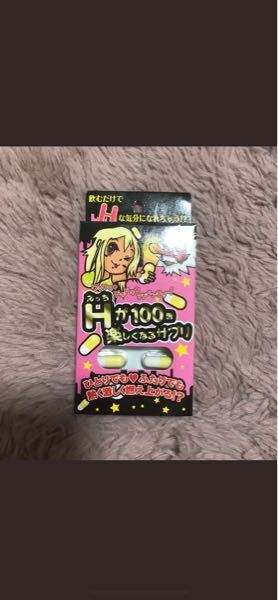 飲むだけで
Hな気分になれちゃう!?
えっち
Hが100倍
楽しくなるサプリ
ひとりでも♥ふたりでも
熱く激しく燃え上がる!?